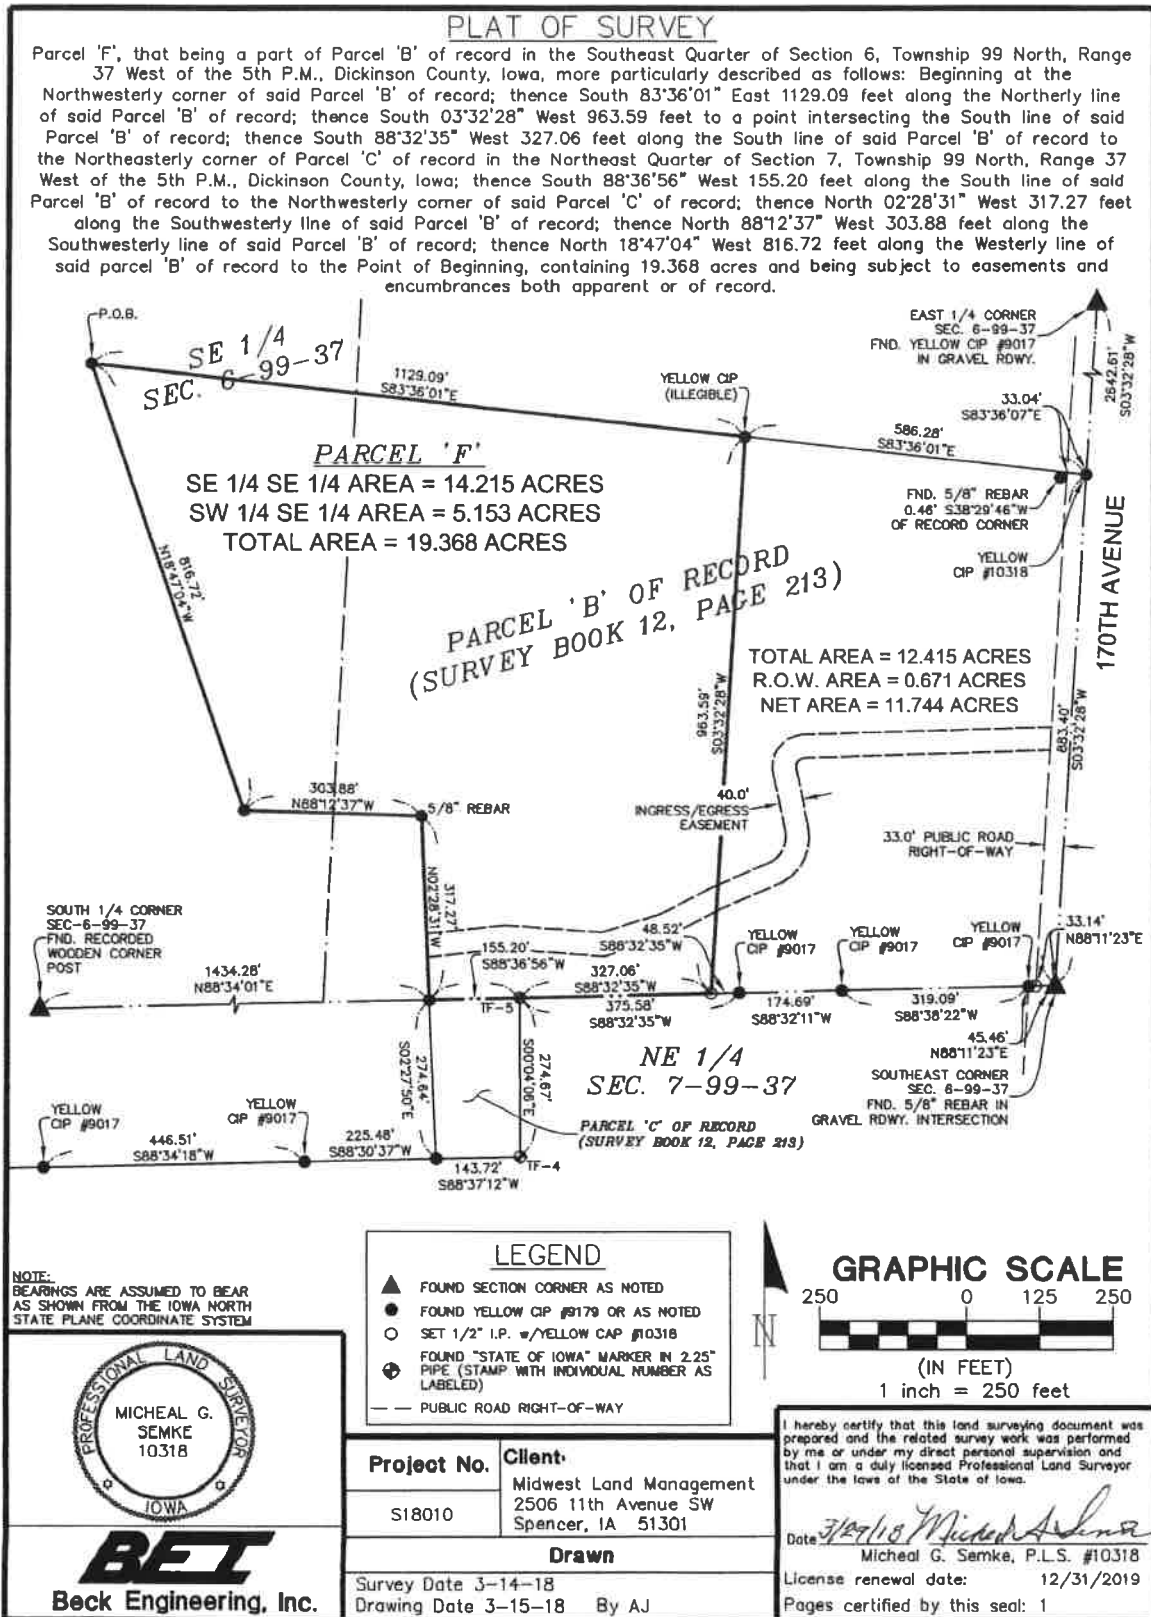 PLAT OF SURVEY
Parcel 'F', that being a part of Parcel 'B' of record in the Southeast Quarter of Section 6, Township 99 North, Range
37 West of the 5th P.M., Dickinson County, Iowa, more particularly described as follows: Beginning at the
Northwesterly corner of said Parcel 'B' of record; thence South 83°36'01" East 1129.09 feet along the Northerly line
of said Parcel 'B' of record; thence South 03°32'28" West 963.59 feet to a point intersecting the South line of said
Parcel 'B' of record; thence South 88°32'35" West 327.06 feet along the South line of said Parcel 'B' of record to
the Northeasterly corner of Parcel 'C' of record in the Northeast Quarter of Section 7, Township 99 North, Range 37
West of the 5th P.M., Dickinson County, Iowa; thence South 88°36'56" West 155.20 feet along the South line of said
Parcel 'B' of record to the Northwesterly corner of said Parcel 'C' of record; thence North 02°28'31" West 317.27 feet
along the Southwesterly line of said Parcel 'B' of record; thence North 88°12'37" West 303.88 feet along the
Southwesterly line of said Parcel 'B' of record; thence North 18°47'04" West 816.72 feet along the Westerly line of
said parcel 'B' of record to the Point of Beginning, containing 19.368 acres and being subject to easements and
encumbrances both apparent or of record.
P.O.B.
SE 1/4
SEC. 6-99-37
1129.09'
S83°36'01"E
YELLOW CIP
(ILLEGIBLE)
EAST 1/4 CORNER
SEC. 6-99-37
FND. YELLOW CIP #9017
IN GRAVEL RDWY.
2642.61'
S03°32'28"W
33.04'
S83°36'07"E
586.28'
S83°36'01"E
FND. 5/8" REBAR
0.46' S38°29'46"W
OF RECORD CORNER
YELLOW
CIP #10318
170TH AVENUE
PARCEL 'F'
SE 1/4 SE 1/4 AREA = 14.215 ACRES
SW 1/4 SE 1/4 AREA = 5.153 ACRES
TOTAL AREA = 19.368 ACRES
816.72'
N18°47'04"W
PARCEL 'B' OF RECORD
(SURVEY BOOK 12, PAGE 213)
TOTAL AREA = 12.415 ACRES
R.O.W. AREA = 0.671 ACRES
NET AREA = 11.744 ACRES
963.59'
S03°32'28"W
883.40'
S03°32'28"W
303.88'
N88°12'37"W
5/8" REBAR
40.0'
INGRESS/EGRESS
EASEMENT
33.0' PUBLIC ROAD
RIGHT-OF-WAY
317.27'
N02°28'31"W
SOUTH 1/4 CORNER
SEC-6-99-37
FND. RECORDED
WOODEN CORNER
POST
1434.28'
N88°34'01"E
155.20'
S88°36'56"W
48.52'
S88°32'35"W
327.06'
S88°32'35"W
375.58'
S88°32'35"W
YELLOW
CIP #9017
YELLOW
CIP #9017
YELLOW
CIP #9017
33.14'
N88°11'23"E
TF-5
174.69'
S88°32'11"W
319.09'
S88°38'22"W
45.46'
N88°11'23"E
NE 1/4
SEC. 7-99-37
SOUTHEAST CORNER
SEC. 6-99-37
FND. 5/8" REBAR IN
GRAVEL RDWY. INTERSECTION
274.64'
S02°27'50"E
274.67'
S00°04'06"E
PARCEL 'C' OF RECORD
(SURVEY BOOK 12, PAGE 213)
YELLOW
CIP #9017
YELLOW
CIP #9017
446.51'
S88°34'18"W
225.48'
S88°30'37"W
143.72'
S88°37'12"W
TF-4
NOTE:
BEARINGS ARE ASSUMED TO BEAR
AS SHOWN FROM THE IOWA NORTH
STATE PLANE COORDINATE SYSTEM
LEGEND
FOUND SECTION CORNER AS NOTED
FOUND YELLOW CIP #9179 OR AS NOTED
SET 1/2" I.P. w/YELLOW CAP #10318
FOUND "STATE OF IOWA" MARKER IN 2.25"
PIPE (STAMP WITH INDIVIDUAL NUMBER AS
LABELED)
PUBLIC ROAD RIGHT-OF-WAY
N
GRAPHIC SCALE
250 0 125 250
(IN FEET)
1 inch = 250 feet
PROFESSIONAL LAND SURVEYOR
MICHEAL G.
SEMKE
10318
IOWA
BEI
Beck Engineering, Inc.
Project No.
S18010
Client:
Midwest Land Management
2506 11th Avenue SW
Spencer, IA 51301
Drawn
Survey Date 3-14-18
Drawing Date 3-15-18 By AJ
I hereby certify that this land surveying document was
prepared and the related survey work was performed
by me or under my direct personal supervision and
that I am a duly licensed Professional Land Surveyor
under the laws of the State of Iowa.
Date 3/29/18
Micheal G. Semke, P.L.S. #10318
License renewal date: 12/31/2019
Pages certified by this seal: 1